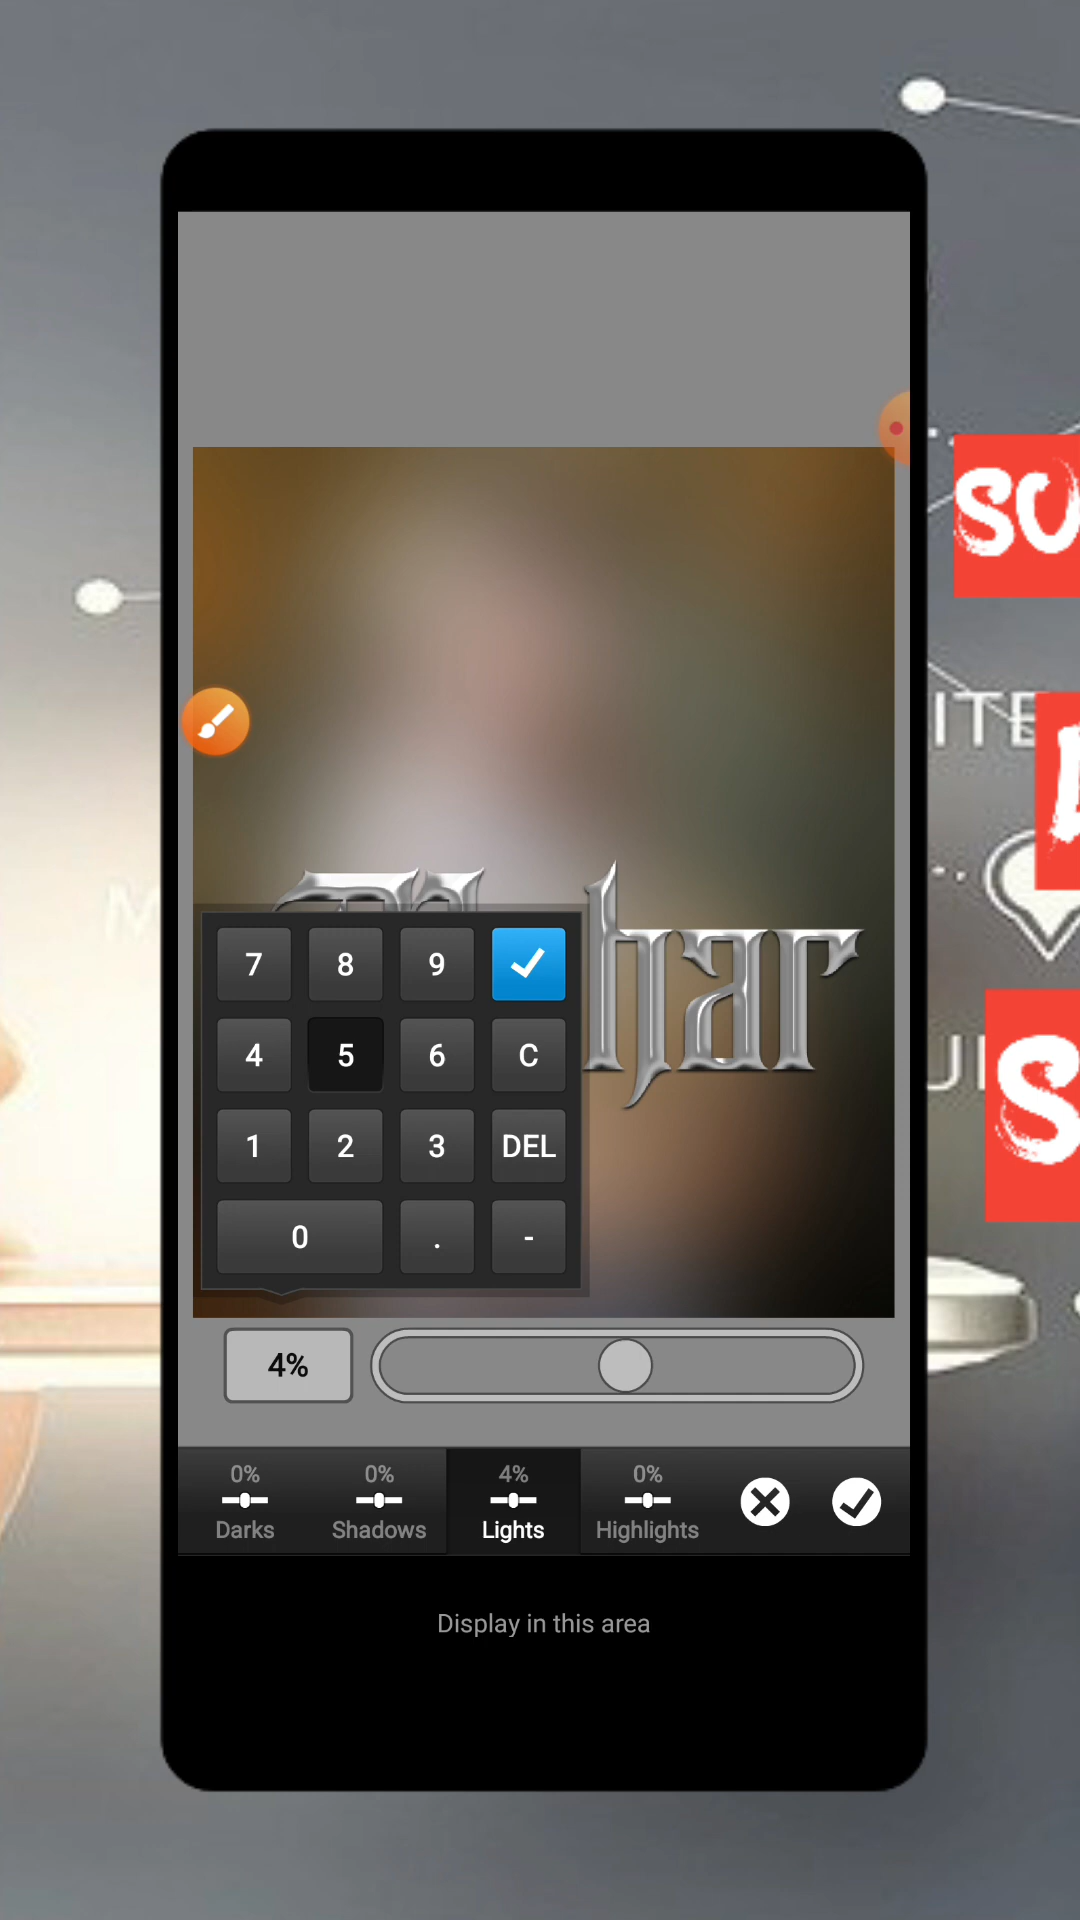 SU
ITE
har
7 8 9
4 5 6 C
1 2 3 DEL
0 . -
4%
0% 0% 4% 0%
Darks Shadows Lights Highlights
Display in this area